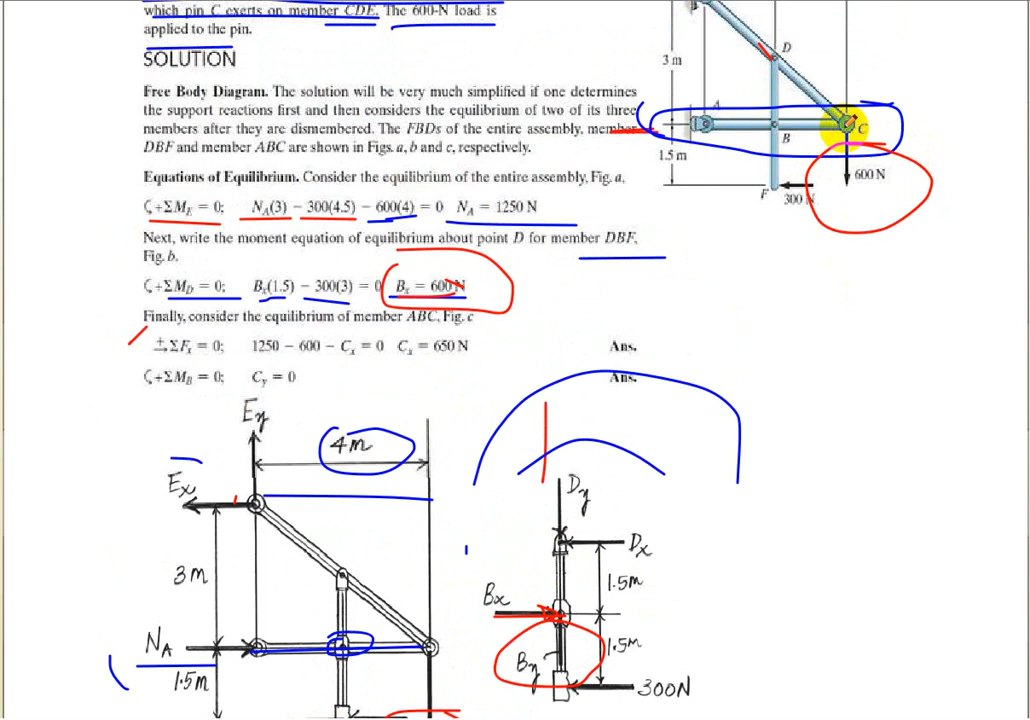 which pin C exerts on member CDE. The 600-N load is
applied to the pin.
SOLUTION
Free Body Diagram. The solution will be very much simplified if one determines
the support reactions first and then considers the equilibrium of two of its three
members after they are dismembered. The FBDs of the entire assembly, member
DBF and member ABC are shown in Figs. a, b and c, respectively.
Equations of Equilibrium. Consider the equilibrium of the entire assembly, Fig. a,
ζ+ΣM_E = 0; N_A(3) − 300(4.5) − 600(4) = 0 N_A = 1250 N
Next, write the moment equation of equilibrium about point D for member DBF,
Fig. b.
ζ+ΣM_D = 0; B_x(1.5) − 300(3) = 0 B_x = 600 N
Finally, consider the equilibrium of member ABC, Fig. c
±→ΣF_x = 0; 1250 − 600 − C_x = 0 C_x = 650 N Ans.
ζ+ΣM_B = 0; C_y = 0 Ans.
3 m
D
A
B
C
1.5 m
600 N
F
300 N
Ey
4m
Ex
3m
NA
1.5m
Dy
Dx
1.5m
Bx
1.5m
By
300N